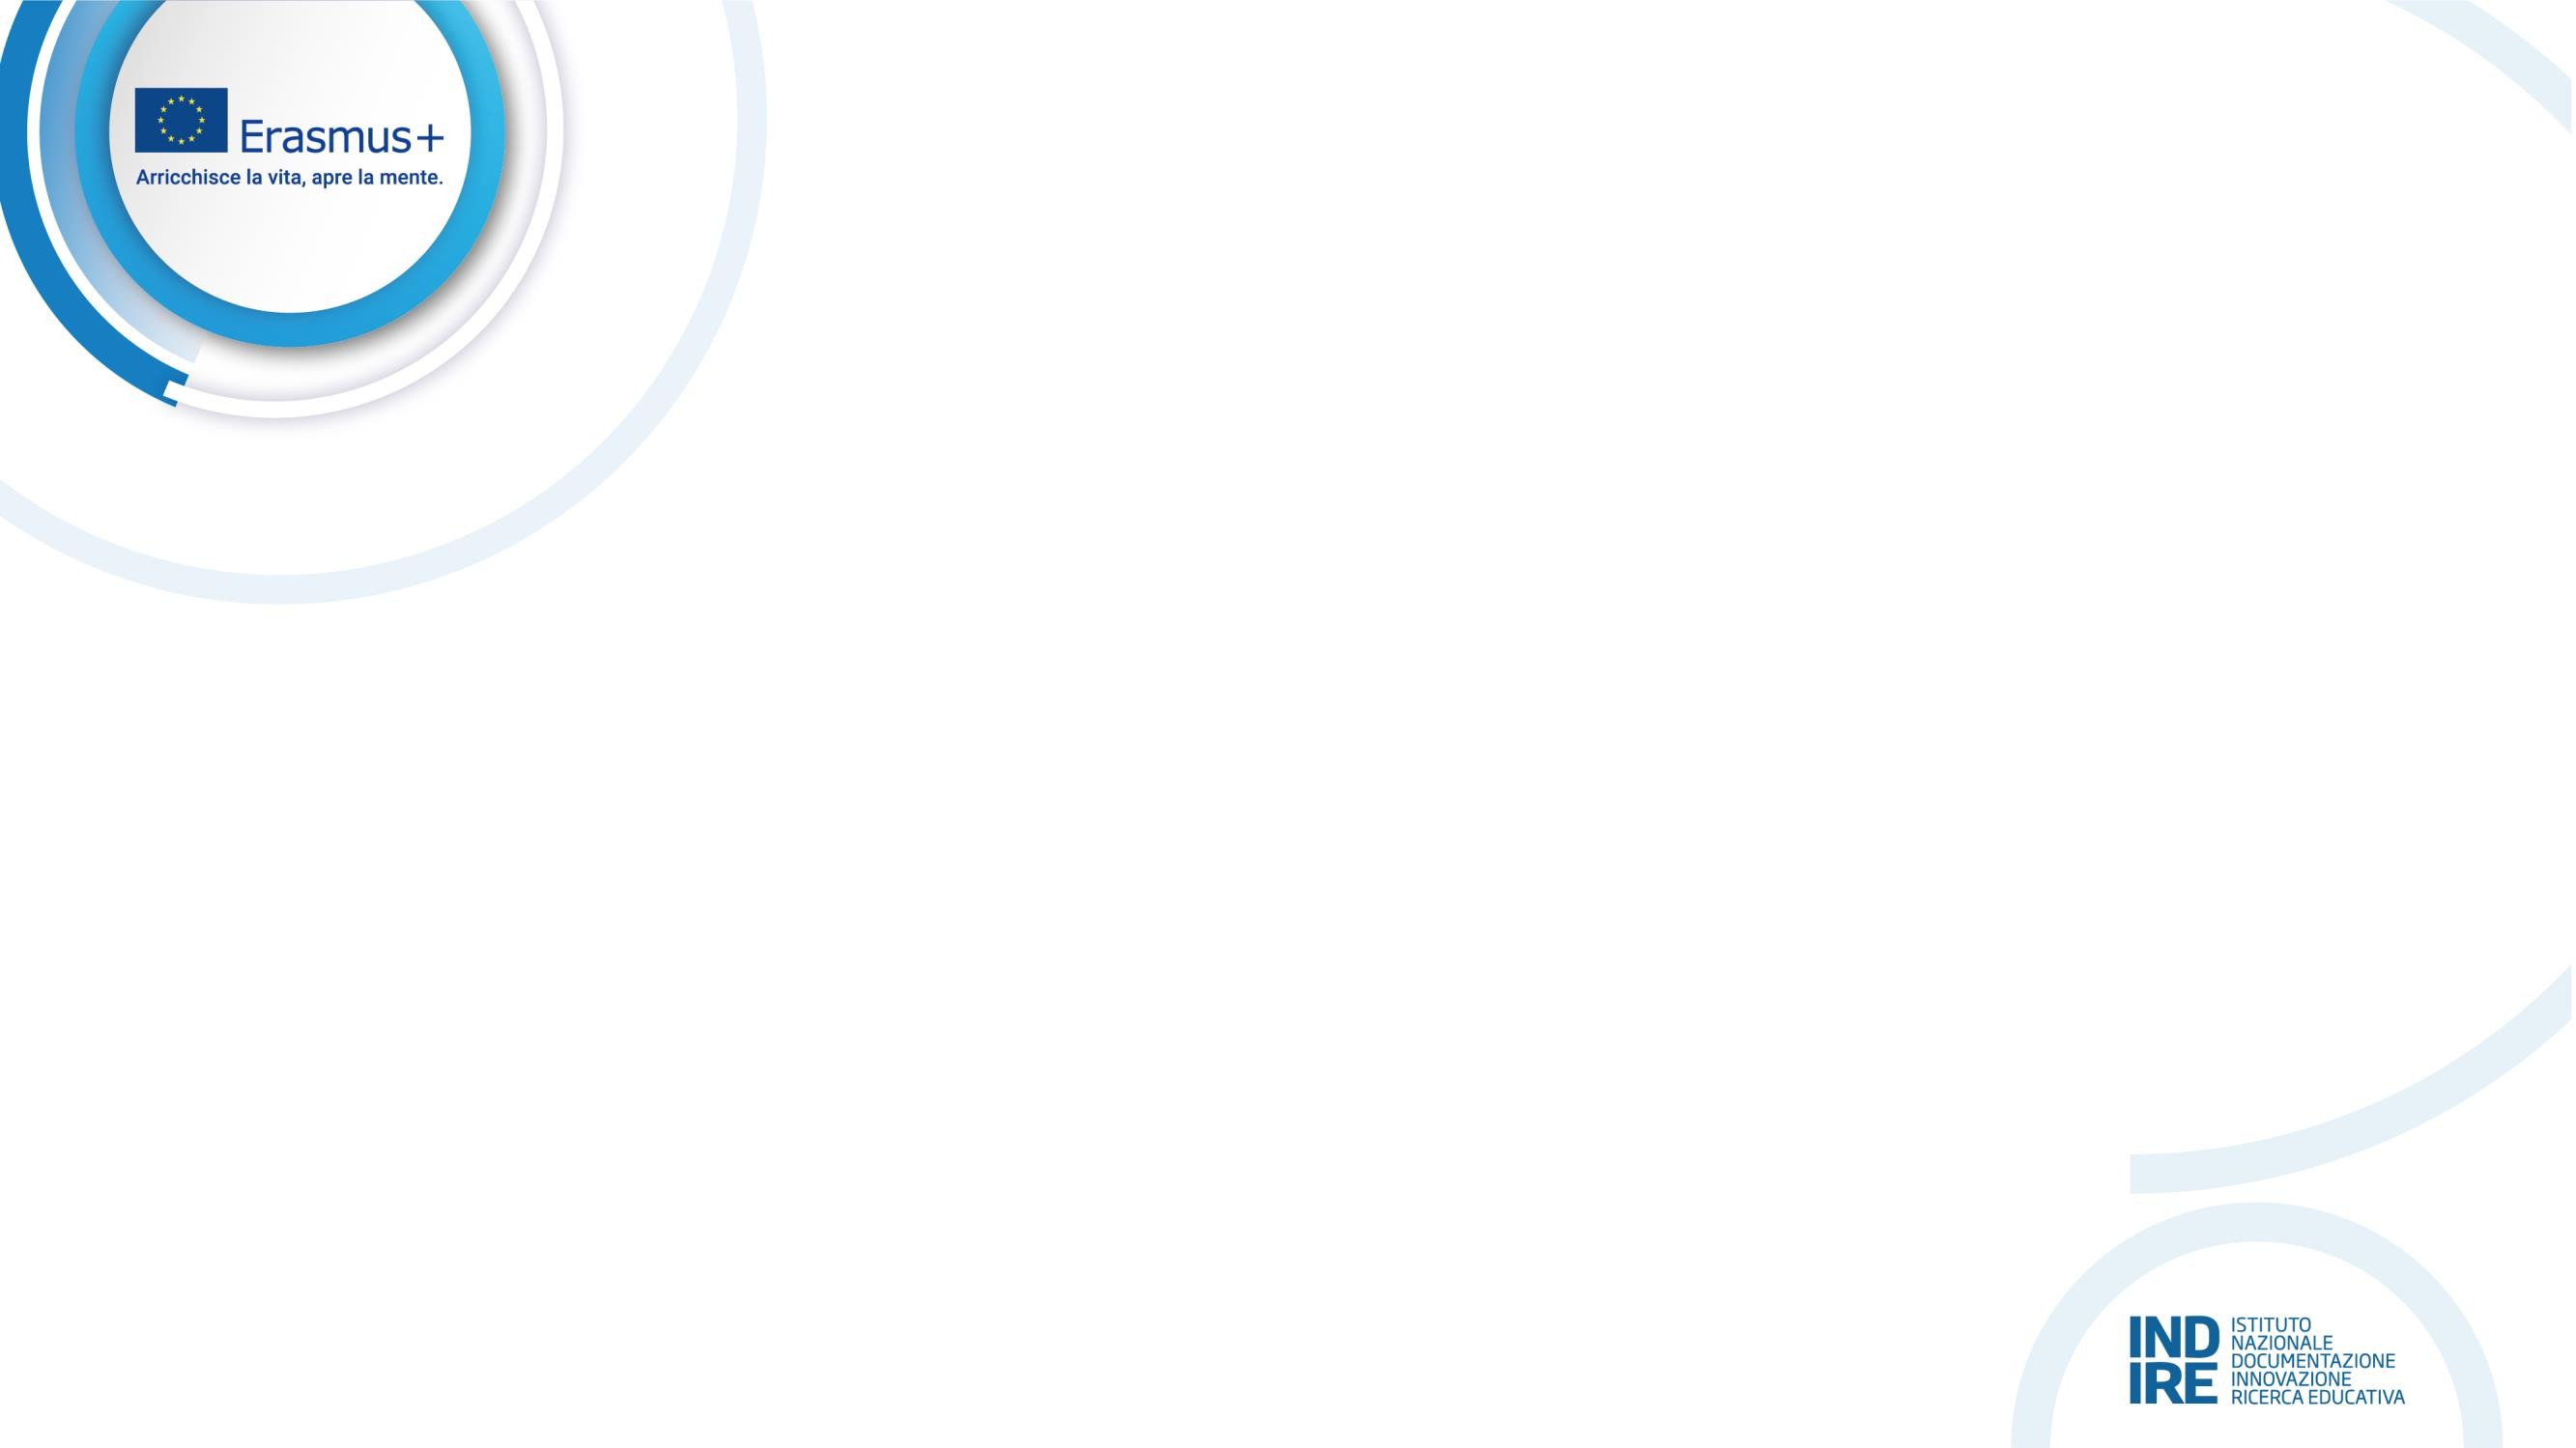 Erasmus+
Arricchisce la vita, apre la mente.
IND
IRE
ISTITUTO
NAZIONALE
DOCUMENTAZIONE
INNOVAZIONE
RICERCA EDUCATIVA